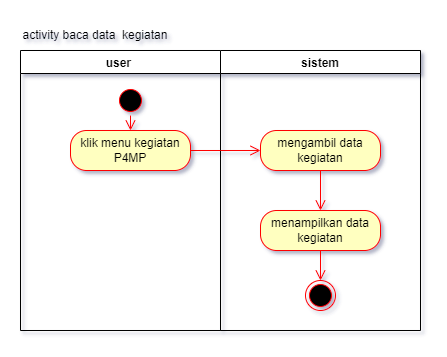 activity baca data  kegiatan
user
sistem
klik menu kegiatan
P4MP
mengambil data
kegiatan
menampilkan data
kegiatan